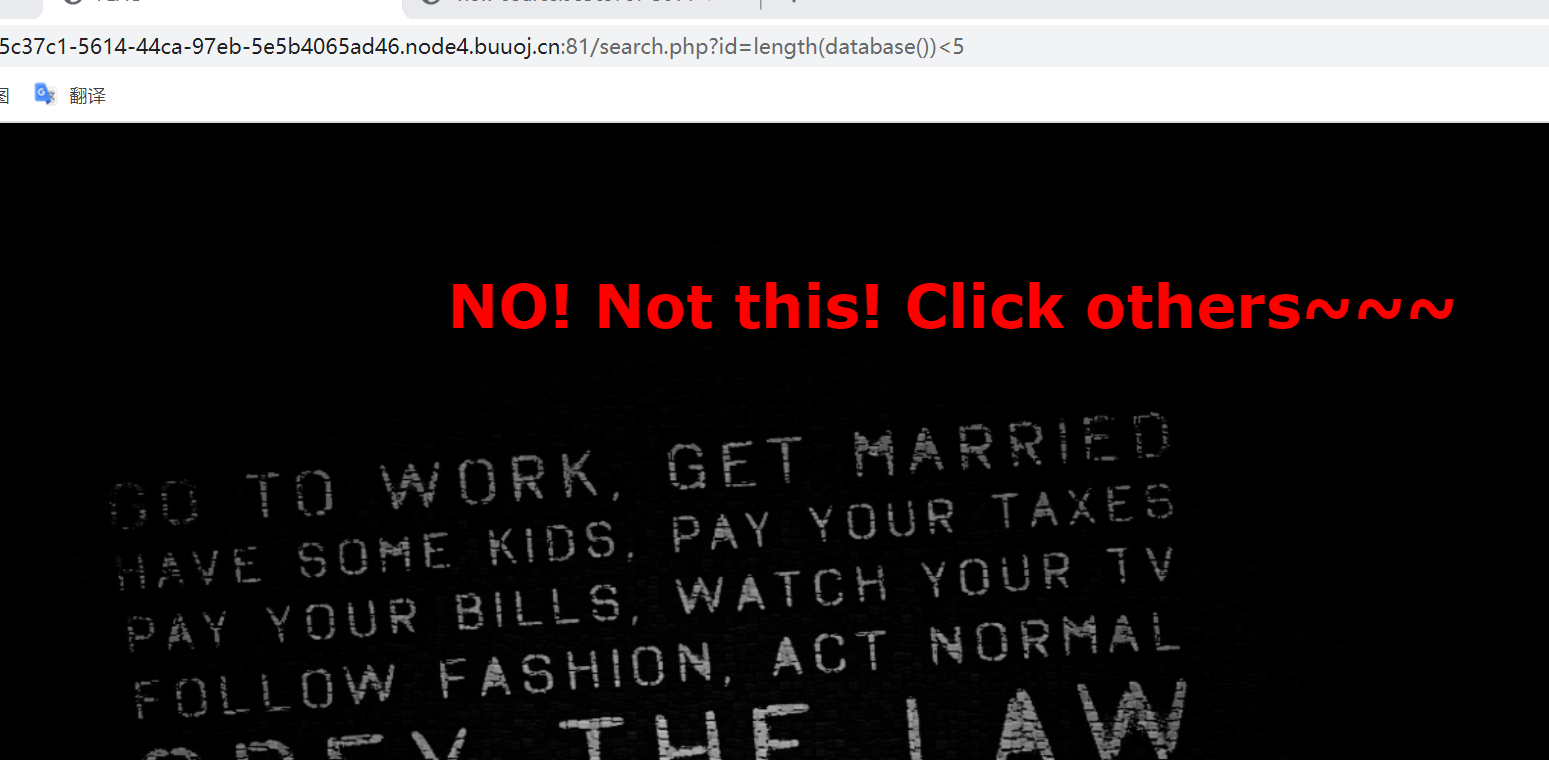 5c37c1-5614-44ca-97eb-5e5b4065ad46.node4.buuoj.cn:81/search.php?id=length(database())<5
图 翻译
NO! Not this! Click others~~~
GO TO WORK, GET MARRIED
HAVE SOME KIDS, PAY YOUR TAXES
PAY YOUR BILLS, WATCH YOUR TV
FOLLOW FASHION, ACT NORMAL
OBEY THE LAW